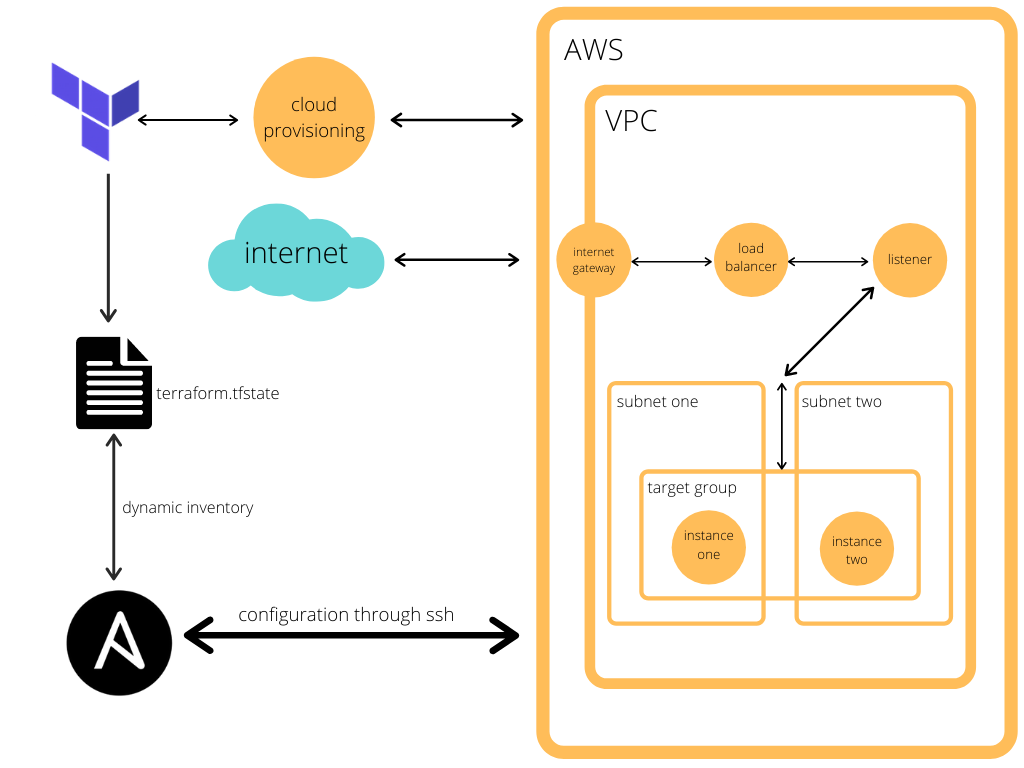 AWS
cloud
provisioning
VPC
internet
internet
gateway
load
balancer
listener
terraform.tfstate
subnet one
subnet two
target group
dynamic inventory
instance
one
instance
two
configuration through ssh